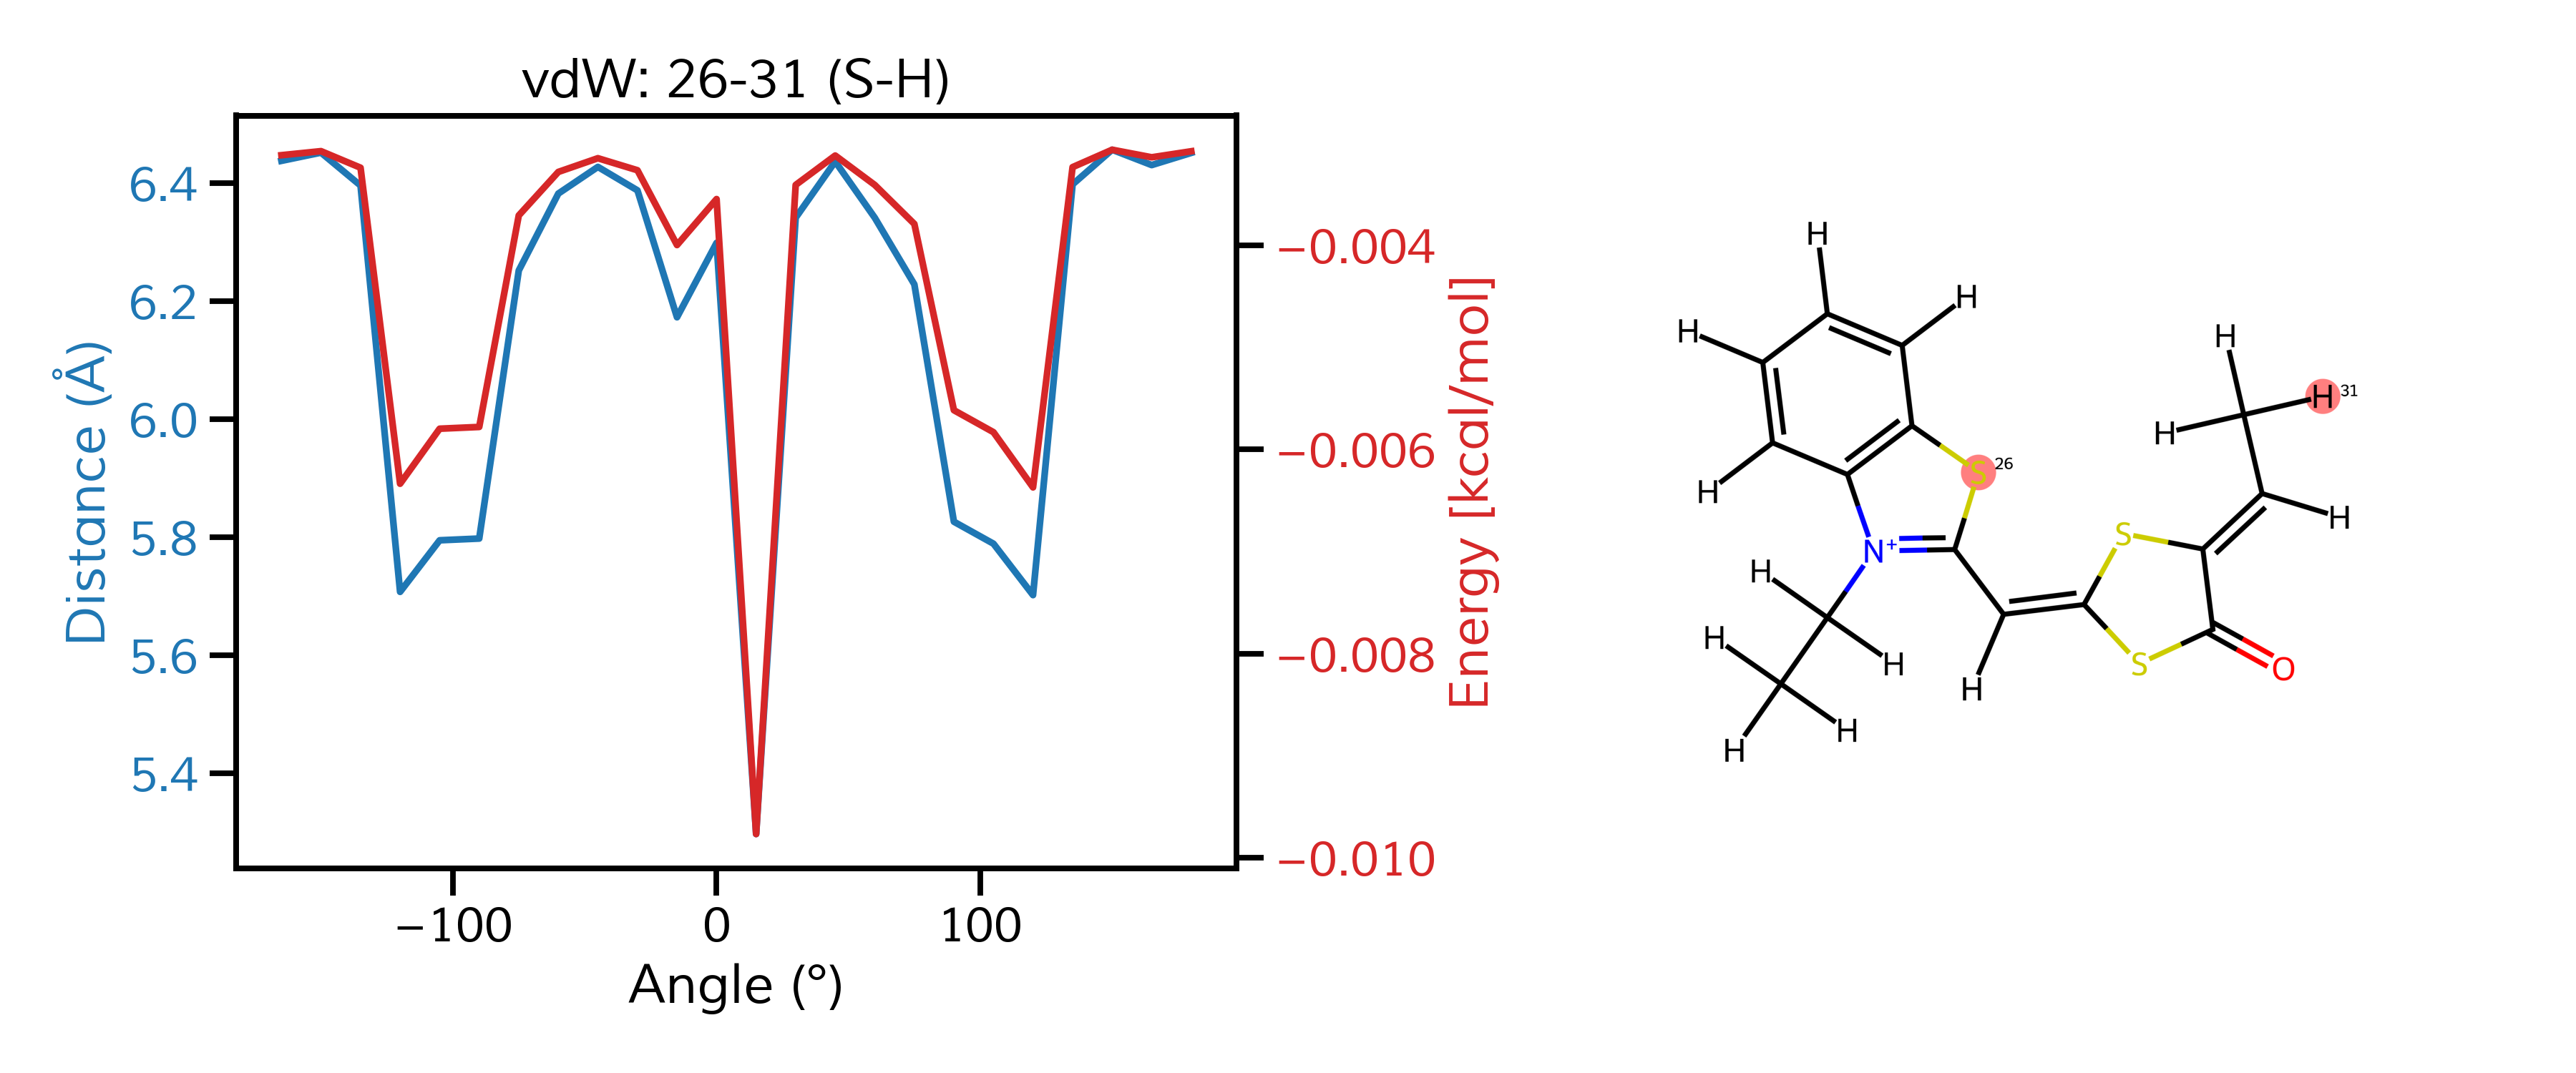 vdW: 26-31 (S-H)
Distance (Å)
6.4
6.2
6.0
5.8
5.6
5.4
−0.004
−0.006
−0.008
−0.010
Energy [kcal/mol]
−100 0 100
Angle (°)
H
H
H
H
H
H 31
H
S 26
H
H
S
N+
H
H
H
S
O
H
H
H